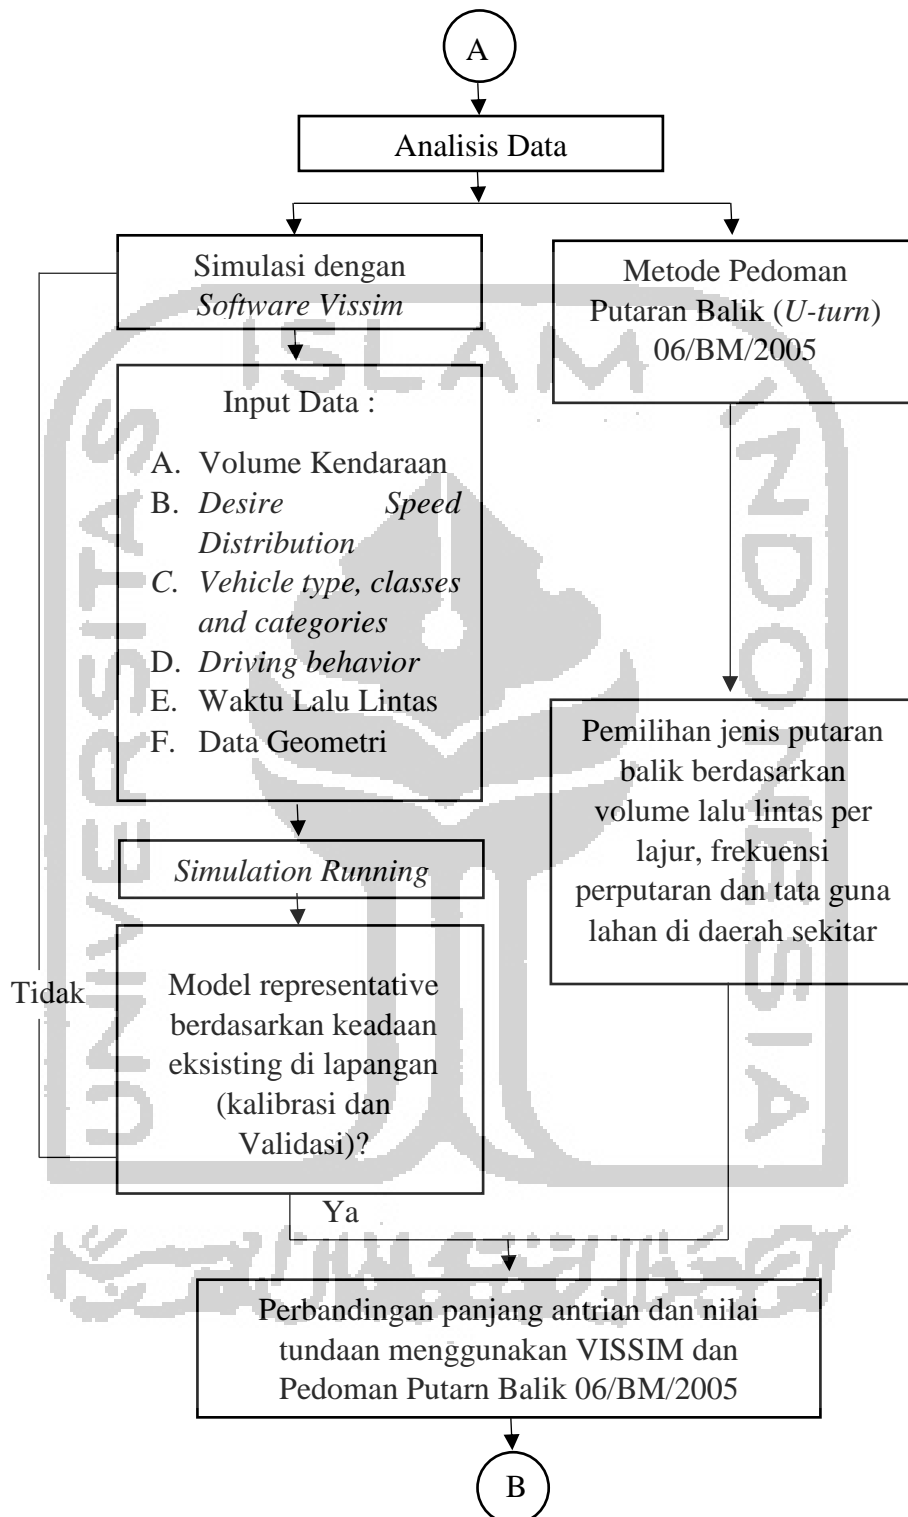 A
Analisis Data
Simulasi dengan
Software Vissim
Metode Pedoman
Putaran Balik (U-turn)
06/BM/2005
Input Data :
A. Volume Kendaraan
B. Desire Speed
Distribution
C. Vehicle type, classes
and categories
D. Driving behavior
E. Waktu Lalu Lintas
F. Data Geometri
Pemilihan jenis putaran
balik berdasarkan
volume lalu lintas per
lajur, frekuensi
perputaran dan tata guna
lahan di daerah sekitar
Simulation Running
Tidak
Model representative
berdasarkan keadaan
eksisting di lapangan
(kalibrasi dan
Validasi)?
Ya
Perbandingan panjang antrian dan nilai
tundaan menggunakan VISSIM dan
Pedoman Putarn Balik 06/BM/2005
B
UNIVERSITAS
ISLAM
INDONESIA